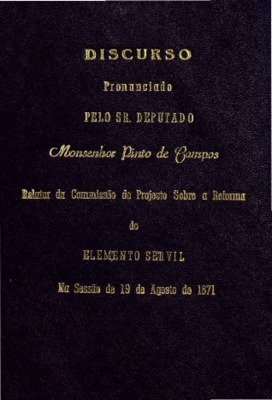 DISCURSO
Pronunciado
PELO SR. DEPUTADO
Monsenhor Pinto de Campos
Relator da Commissão do Projecto Sobre a Reforma
do
ELEMENTO SERVIL
Na Sessão de 19 de Agosto de 1871